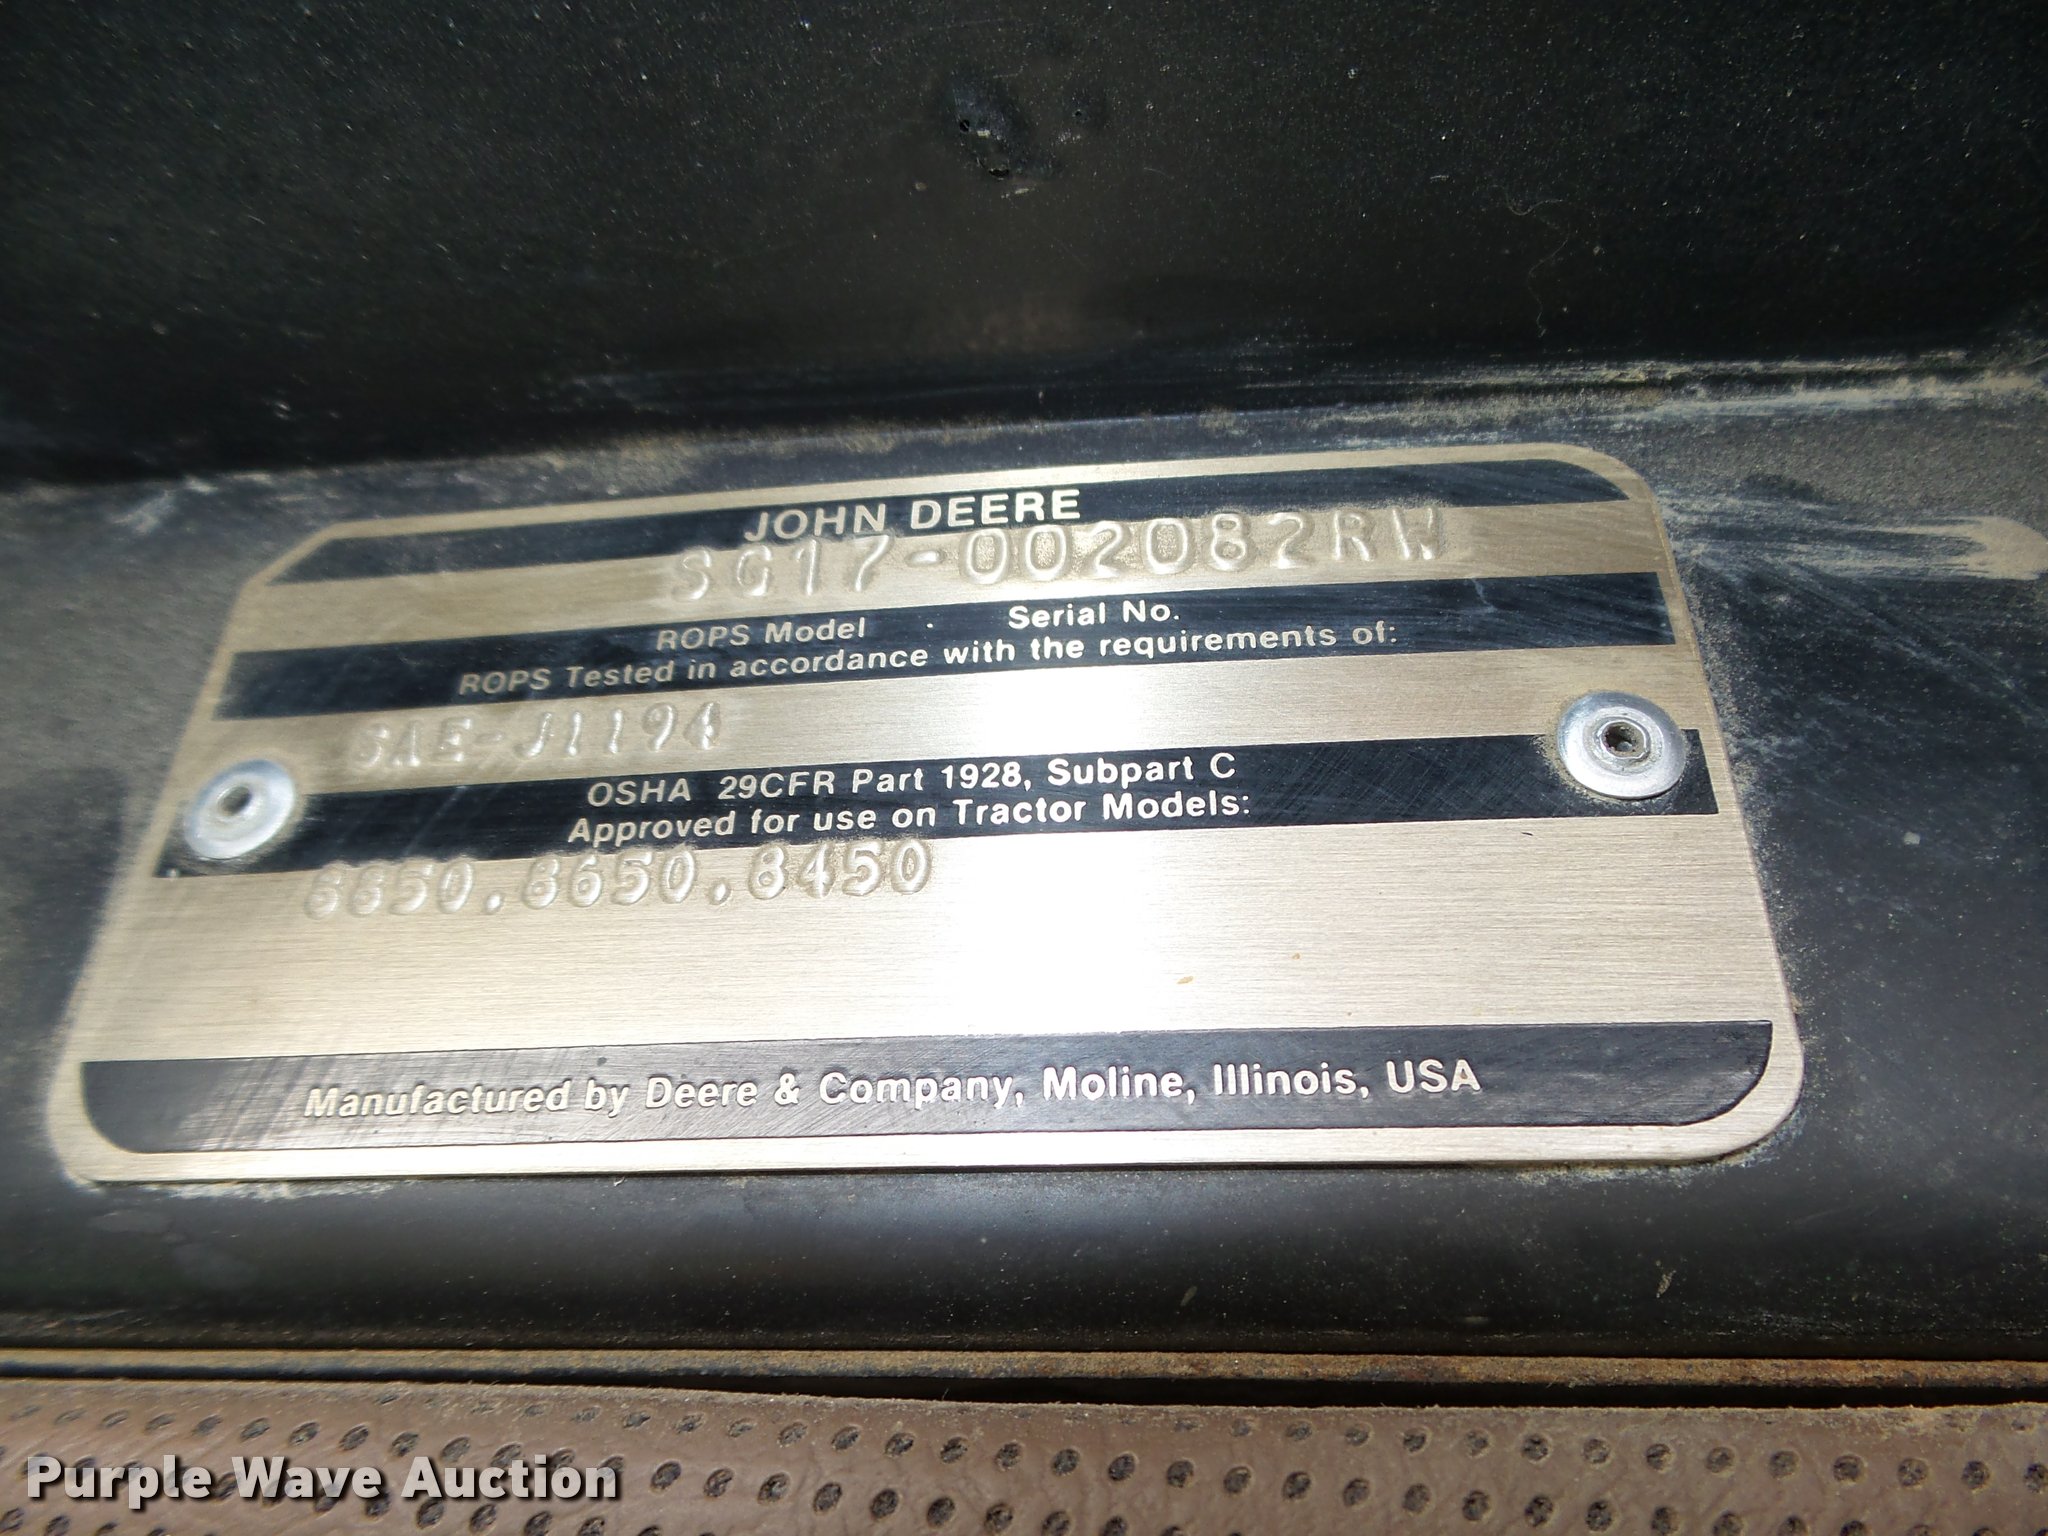 JOHN DEERE
SG17-002082RW
ROPS Model . Serial No.
ROPS Tested in accordance with the requirements of:
SAE-J1194
OSHA 29CFR Part 1928, Subpart C
Approved for use on Tractor Models:
8850.8650.8450
Manufactured by Deere & Company, Moline, Illinois, USA
Purple Wave Auction